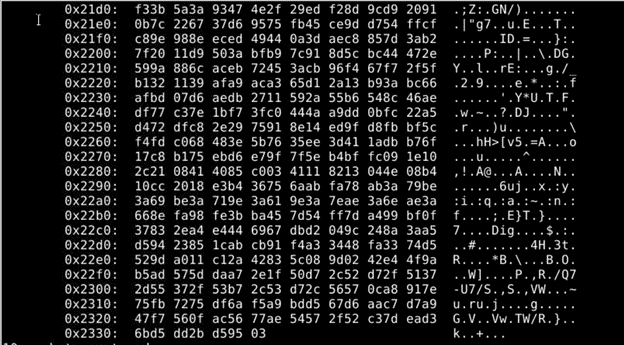 0x21d0: f33b 5a3a 9347 4e2f 29ed f28d 9cd9 2091 .;Z:.GN/).......
0x21e0: 0b7c 2267 37d6 9575 fb45 ce9d d754 ffcf .|"g7..u.E...T..
0x21f0: c89e 988e eced 4944 0a3d aec8 857d 3ab2 ......ID.=...}:.
0x2200: 7f20 11d9 503a bfb9 7c91 8d5c bc44 472e ....P:..|..\.DG.
0x2210: 599a 886c aceb 7245 3acb 96f4 67f7 2f5f Y..l..rE:...g./_
0x2220: b132 1139 afa9 aca3 65d1 2a13 b93a bc66 .2.9....e.*..:.f
0x2230: afbd 07d6 aedb 2711 592a 55b6 548c 46ae ......'.Y*U.T.F.
0x2240: df77 c37e 1bf7 3fc0 444a a9dd 0bfc 22a5 .w.~..?.DJ....".
0x2250: d472 dfc8 2e29 7591 8e14 ed9f d8fb bf5c .r...)u........\
0x2260: f4fd c068 483e 5b76 35ee 3d41 1adb b76f ...hH>[v5.=A...o
0x2270: 17c8 b175 ebd6 e79f 7f5e b4bf fc09 1e10 ...u.....^......
0x2280: 2c21 0841 4085 c003 4111 8213 044e 08b4 ,!.A@...A....N..
0x2290: 10cc 2018 e3b4 3675 6aab fa78 ab3a 79be ......6uj..x.:y.
0x22a0: 3a69 be3a 719e 3a61 9e3a 7eae 3a6e ae3a :i.:q.:a.:~.:n.:
0x22b0: 668e fa98 fe3b ba45 7d54 ff7d a499 bf0f f....;.E}T.}....
0x22c0: 3783 2ea4 e444 6967 dbd2 049c 248a 3aa5 7....Dig....$.:.
0x22d0: d594 2385 1cab cb91 f4a3 3448 fa33 74d5 ..#.......4H.3t.
0x22e0: 529d a011 c12a 4283 5c08 9d02 42e4 4f9a R....*B.\...B.O.
0x22f0: b5ad 575d daa7 2e1f 50d7 2c52 d72f 5137 ..W]....P.,R./Q7
0x2300: 2d55 372f 53b7 2c53 d72c 5657 0ca8 917e -U7/S.,S.,VW...~
0x2310: 75fb 7275 df6a f5a9 bdd5 67d6 aac7 d7a9 u.ru.j....g.....
0x2320: 47f7 560f ac56 77ae 5457 2f52 c37d ead3 G.V..Vw.TW/R.}..
0x2330: 6bd5 dd2b d595 03 k..+...